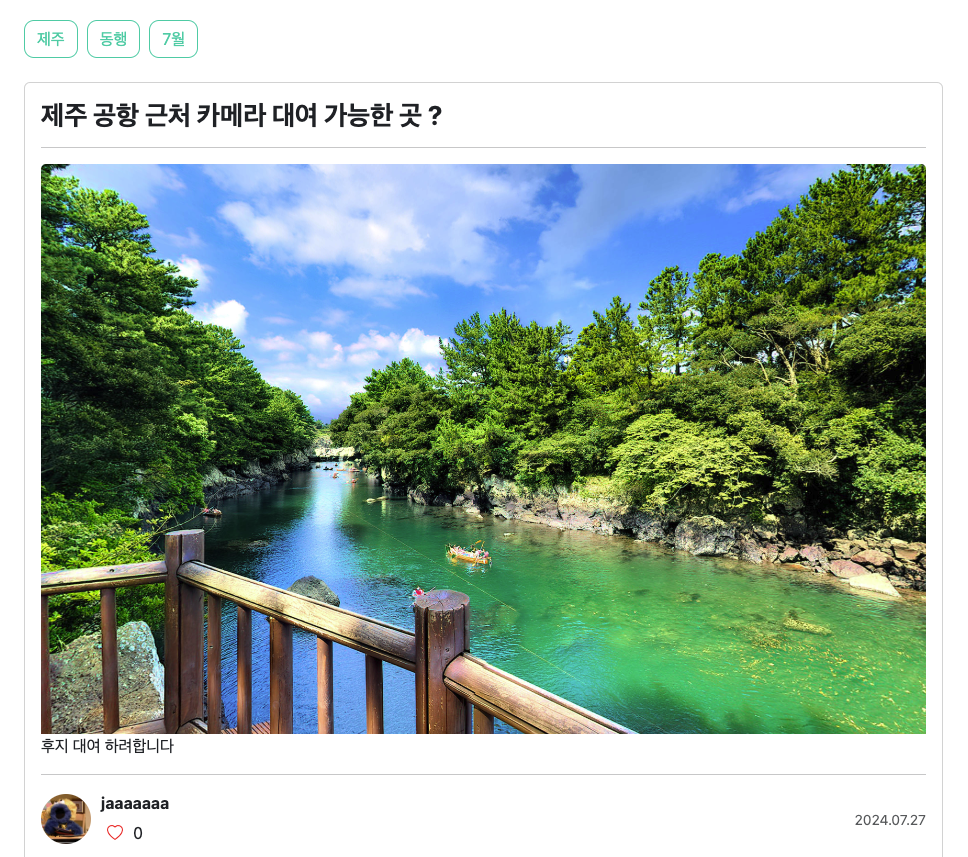 제주
동행
7월
제주 공항 근처 카메라 대여 가능한 곳 ?
후지 대여 하려합니다
jaaaaaaa
0
2024.07.27